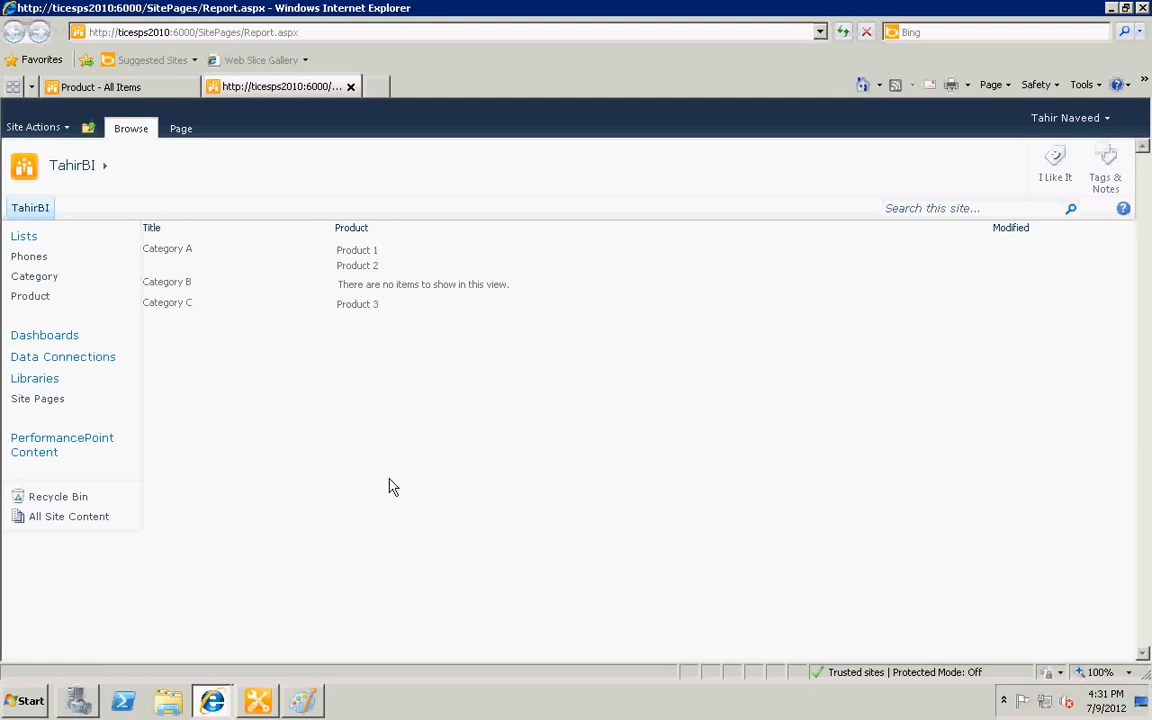 http://ticesps2010:6000/SitePages/Report.aspx - Windows Internet Explorer
http://ticesps2010:6000/SitePages/Report.aspx
Bing
Favorites
Suggested Sites
Web Slice Gallery
Product - All Items
http://ticesps2010:6000/...
Page
Safety
Tools
Site Actions
Browse
Page
Tahir Naveed
TahirBI
I Like It
Tags & Notes
TahirBI
Search this site...
Lists
Phones
Category
Product
Dashboards
Data Connections
Libraries
Site Pages
PerformancePoint
Content
Recycle Bin
All Site Content
Title Product Modified
Category A Product 1
Product 2
Category B There are no items to show in this view.
Category C Product 3
Trusted sites | Protected Mode: Off
100%
Start
4:31 PM
7/9/2012